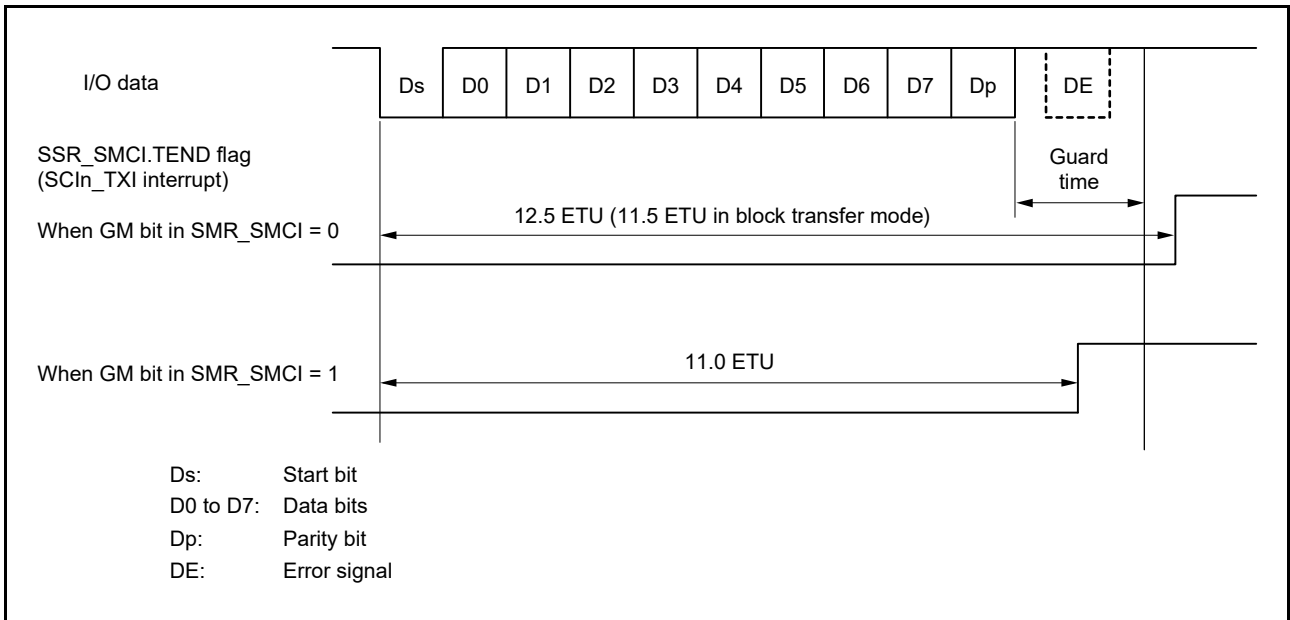 I/O data
Ds D0 D1 D2 D3 D4 D5 D6 D7 Dp DE
SSR_SMCI.TEND flag
(SCIn_TXI interrupt)
Guard
time
When GM bit in SMR_SMCI = 0
12.5 ETU (11.5 ETU in block transfer mode)
When GM bit in SMR_SMCI = 1
11.0 ETU
Ds: Start bit
D0 to D7: Data bits
Dp: Parity bit
DE: Error signal